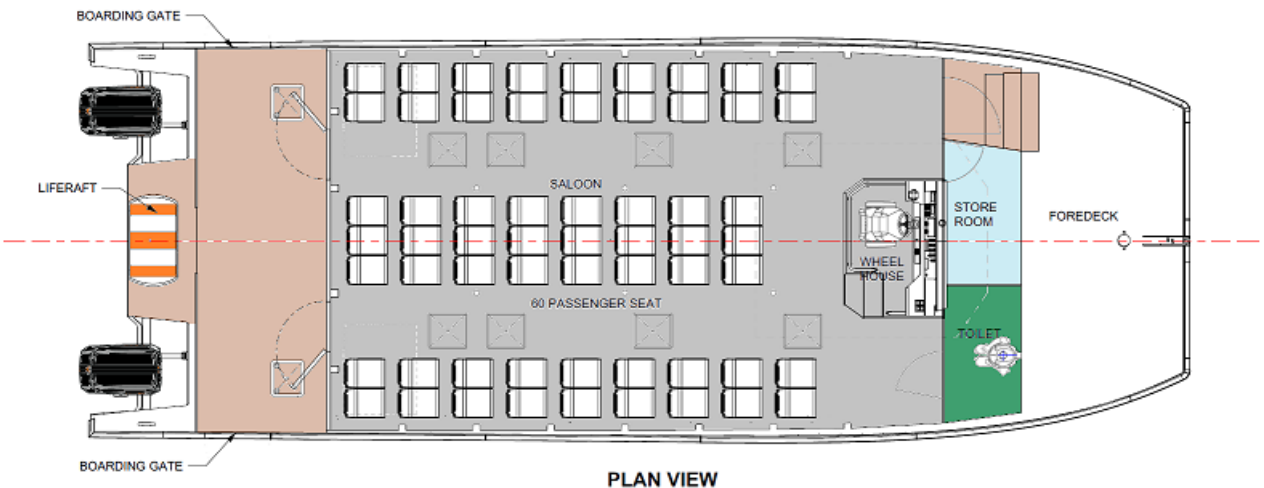 BOARDING GATE
LIFERAFT
SALOON
STORE
ROOM
FOREDECK
WHEEL
HOUSE
60 PASSENGER SEAT
TOILET
BOARDING GATE
PLAN VIEW